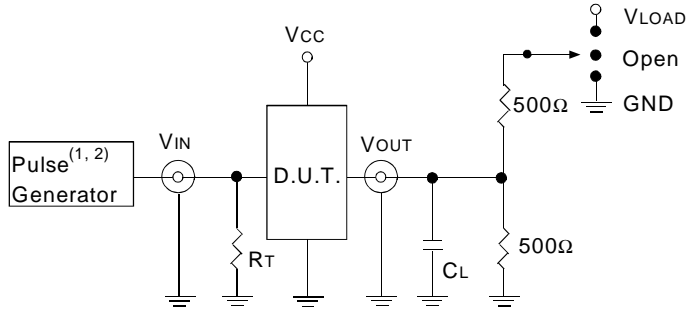 VLOAD
VCC
Open
500Ω
GND
VIN
VOUT
Pulse(1, 2)
Generator
D.U.T.
RT
CL
500Ω